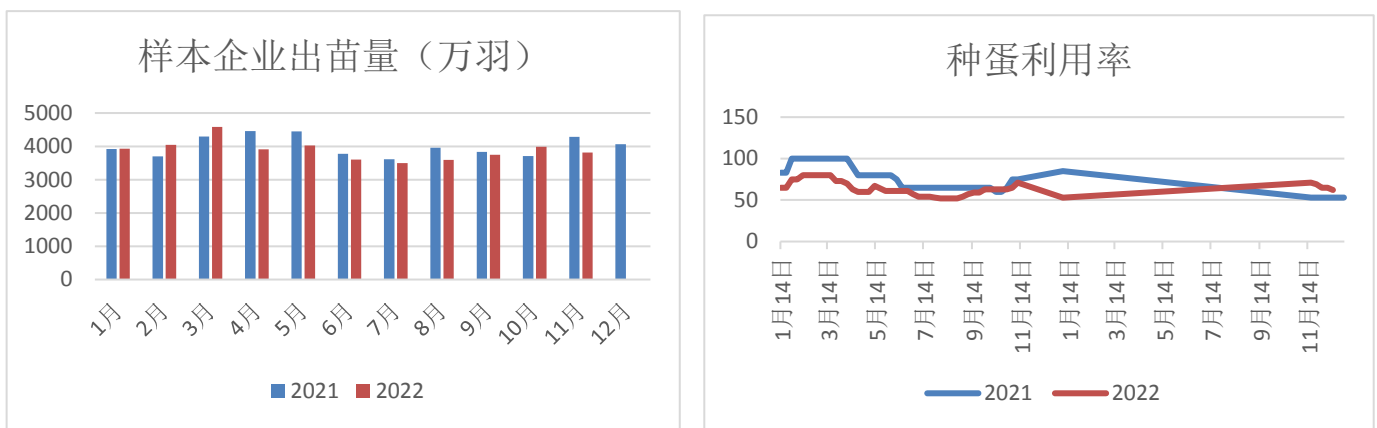 样本企业出苗量（万羽）
5000
4000
3000
2000
1000
0
1月
2月
3月
4月
5月
6月
7月
8月
9月
10月
11月
12月
2021
2022
种蛋利用率
150
100
50
0
1月14日
3月14日
5月14日
7月14日
9月14日
11月14日
1月14日
3月14日
5月14日
7月14日
9月14日
11月14日
2021
2022